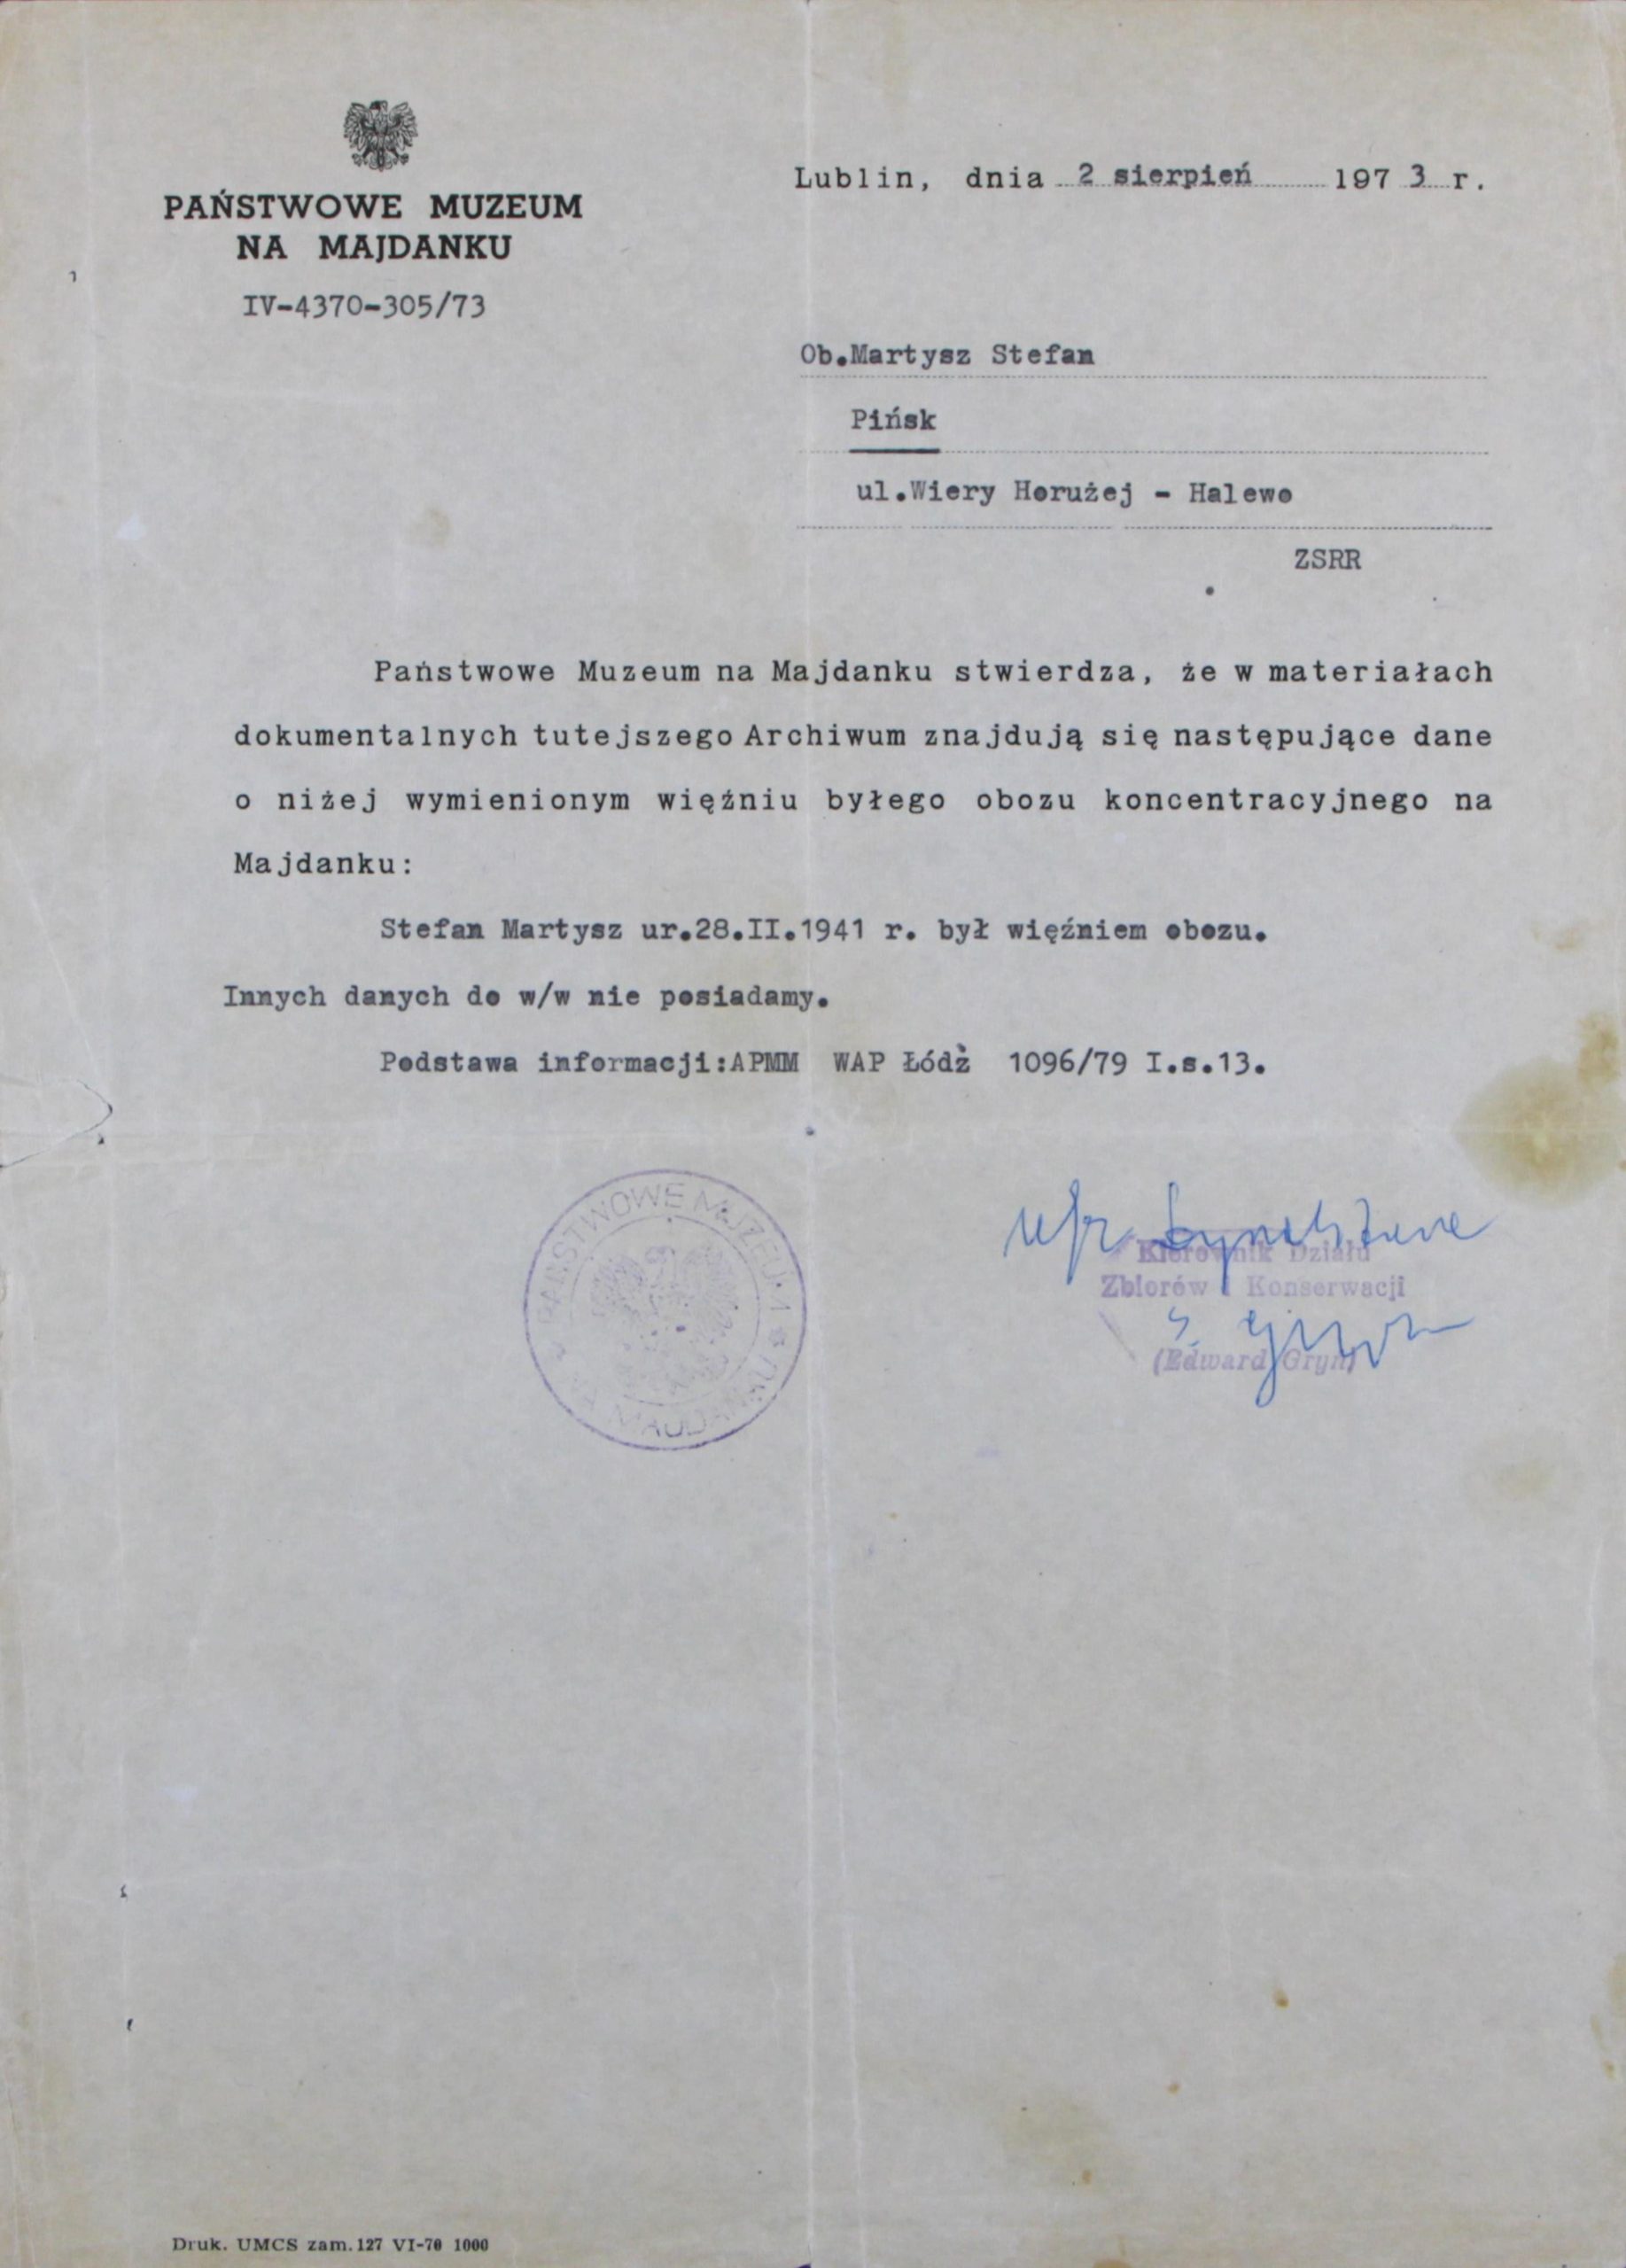 PAŃSTWOWE MUZEUM
NA MAJDANKU
IV-4370-305/73
Lublin, dnia 2 sierpień 1973 r.
Ob.Martysz Stefan
Pińsk
ul.Wiery Horużej - Halewo
ZSRR
Państwowe Muzeum na Majdanku stwierdza, że w materiałach
dokumentalnych tutejszego Archiwum znajdują się następujące dane
o niżej wymienionym więźniu byłego obozu koncentracyjnego na
Majdanku:
Stefan Martysz ur.28.II.1941 r. był więźniem obozu.
Innych danych do w/w nie posiadamy.
Podstawa informacji:APMM WAP Łódź 1096/79 I.s.13.
PAŃSTWOWE MUZEUM
NA MAJDANKU
Kierownik Działu
Zbiorów i Konserwacji
(Edward Gryń)
Druk. UMCS zam. 127 VI-70 1000